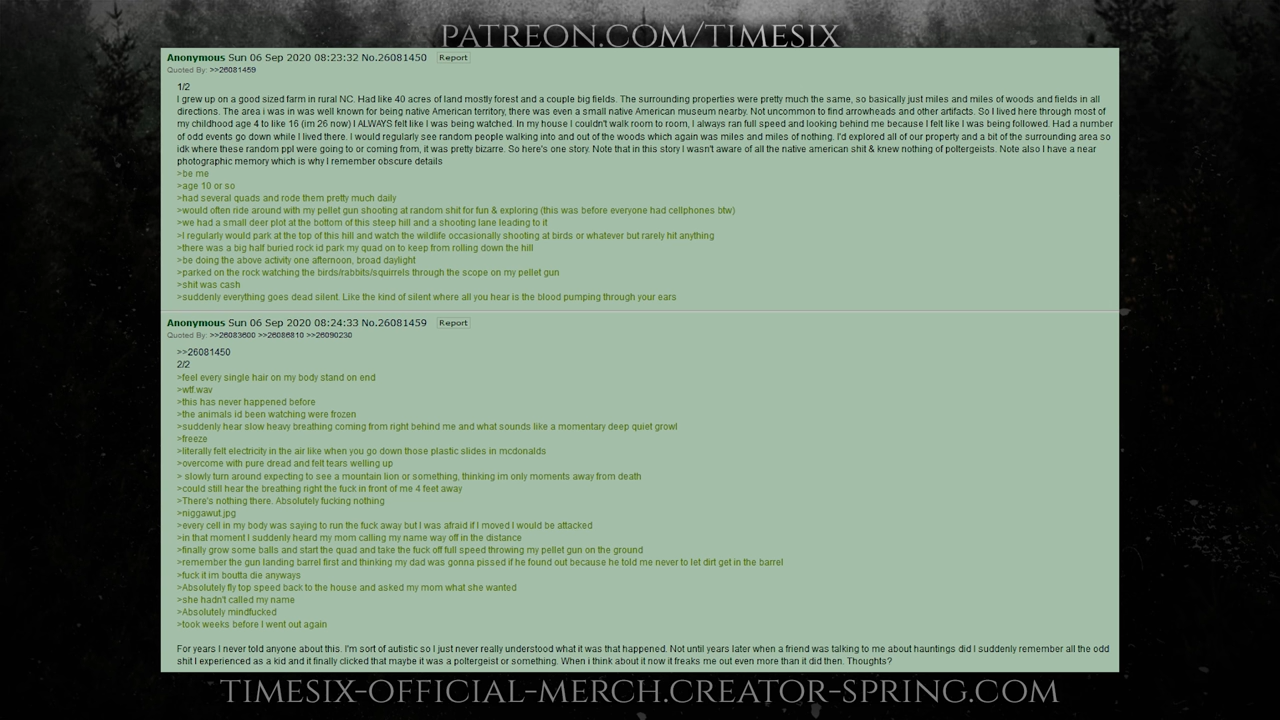 PATREON.COM/TIMESIX
Anonymous Sun 06 Sep 2020 08:23:32 No.26081450 Report
Quoted By: >>26081459
1/2
I grew up on a good sized farm in rural NC. Had like 40 acres of land mostly forest and a couple big fields. The surrounding properties were pretty much the same, so basically just miles and miles of woods and fields in all
directions. The area i was in was well known for being native American territory, there was even a small native American museum nearby. Not uncommon to find arrowheads and other artifacts. So I lived here through most of
my childhood age 4 to like 16 (im 26 now) I ALWAYS felt like I was being watched. In my house I couldn't walk room to room, I always ran full speed and looking behind me because I felt like I was being followed. Had a number
of odd events go down while I lived there. I would regularly see random people walking into and out of the woods which again was miles and miles of nothing. I'd explored all of our property and a bit of the surrounding area so
idk where these random ppl were going to or coming from, it was pretty bizarre. So here's one story. Note that in this story I wasn't aware of all the native american shit & knew nothing of poltergeists. Note also I have a near
photographic memory which is why I remember obscure details
>be me
>age 10 or so
>had several quads and rode them pretty much daily
>would often ride around with my pellet gun shooting at random shit for fun & exploring (this was before everyone had cellphones btw)
>we had a small deer plot at the bottom of this steep hill and a shooting lane leading to it
>I regularly would park at the top of this hill and watch the wildlife occasionally shooting at birds or whatever but rarely hit anything
>there was a big half buried rock id park my quad on to keep from rolling down the hill
>be doing the above activity one afternoon, broad daylight
>parked on the rock watching the birds/rabbits/squirrels through the scope on my pellet gun
>shit was cash
>suddenly everything goes dead silent. Like the kind of silent where all you hear is the blood pumping through your ears
Anonymous Sun 06 Sep 2020 08:24:33 No.26081459 Report
Quoted By: >>26083600 >>26086810 >>26090230
>>26081450
2/2
>feel every single hair on my body stand on end
>wtf.wav
>this has never happened before
>the animals id been watching were frozen
>suddenly hear slow heavy breathing coming from right behind me and what sounds like a momentary deep quiet growl
>freeze
>literally felt electricity in the air like when you go down those plastic slides in mcdonalds
>overcome with pure dread and felt tears welling up
> slowly turn around expecting to see a mountain lion or something, thinking im only moments away from death
>could still hear the breathing right the fuck in front of me 4 feet away
>There's nothing there. Absolutely fucking nothing
>niggawut.jpg
>every cell in my body was saying to run the fuck away but I was afraid if I moved I would be attacked
>in that moment I suddenly heard my mom calling my name way off in the distance
>finally grow some balls and start the quad and take the fuck off full speed throwing my pellet gun on the ground
>remember the gun landing barrel first and thinking my dad was gonna pissed if he found out because he told me never to let dirt get in the barrel
>fuck it im boutta die anyways
>Absolutely fly top speed back to the house and asked my mom what she wanted
>she hadn't called my name
>Absolutely mindfucked
>took weeks before I went out again
For years I never told anyone about this. I'm sort of autistic so I just never really understood what it was that happened. Not until years later when a friend was talking to me about hauntings did I suddenly remember all the odd
shit I experienced as a kid and it finally clicked that maybe it was a poltergeist or something. When i think about it now it freaks me out even more than it did then. Thoughts?
TIMESIX-OFFICIAL-MERCH.CREATOR-SPRING.COM